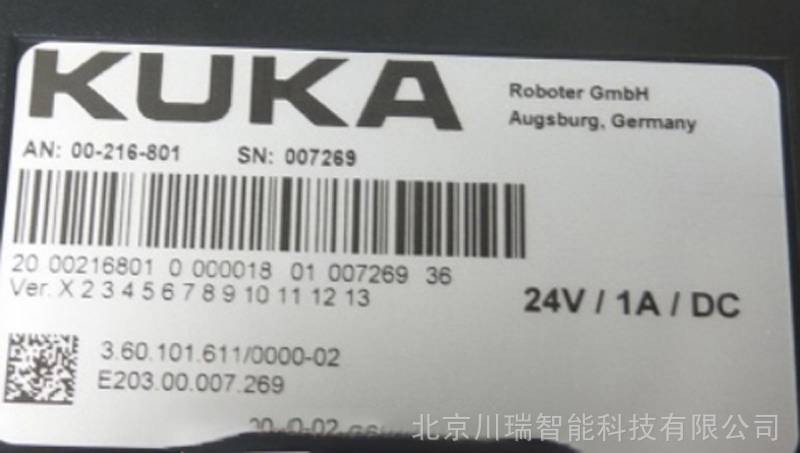 KUKA
Roboter GmbH
Augsburg, Germany
AN: 00-216-801 SN: 007269
20 00216801 0 000018 01 007269 36
Ver. X 2 3 4 5 6 7 8 9 10 11 12 13
24V / 1A / DC
3.60.101.611/0000-02
E203.00.007.269
北京川瑞智能科技有限公司